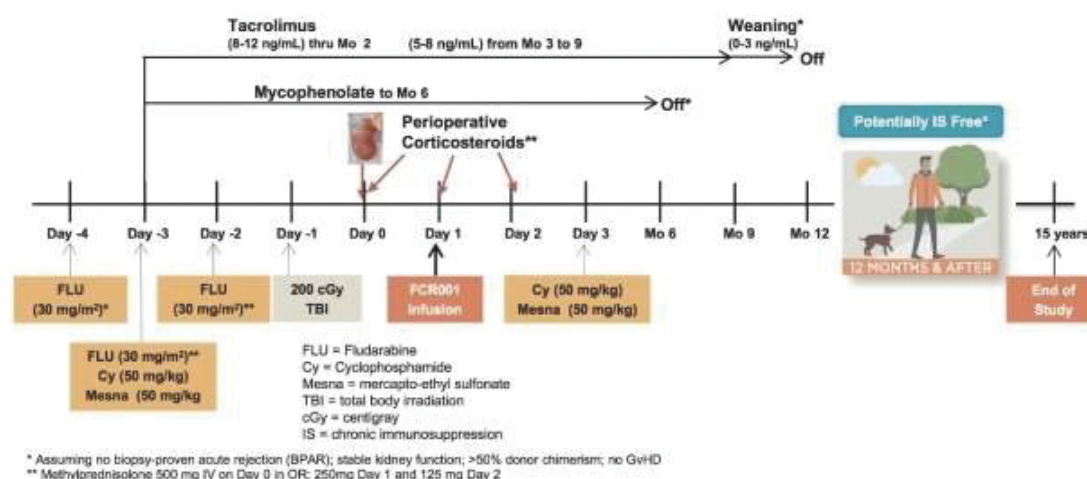 Tacrolimus
(8-12 ng/mL) thru Mo 2
(5-8 ng/mL) from Mo 3 to 9
Weaning*
(0-3 ng/mL)
Off
Mycophenolate to Mo 6
Off*
Perioperative
Corticosteroids**
Potentially IS Free*
12 MONTHS & AFTER
Day -4
Day -3
Day -2
Day -1
Day 0
Day 1
Day 2
Day 3
Mo 6
Mo 9
Mo 12
15 years
FLU
(30 mg/m²)*
FLU
(30 mg/m²)**
200 cGy
TBI
FCR001
Infusion
Cy (50 mg/kg)
Mesna (50 mg/kg)
End of
Study
FLU (30 mg/m²)**
Cy (50 mg/kg)
Mesna (50 mg/kg
FLU = Fludarabine
Cy = Cyclophosphamide
Mesna = mercapto-ethyl sulfonate
TBI = total body irradiation
cGy = centigray
IS = chronic immunosuppression
* Assuming no biopsy-proven acute rejection (BPAR); stable kidney function; >50% donor chimerism; no GvHD
** Methylprednisolone 500 mg IV on Day 0 in OR; 250mg Day 1 and 125 mg Day 2